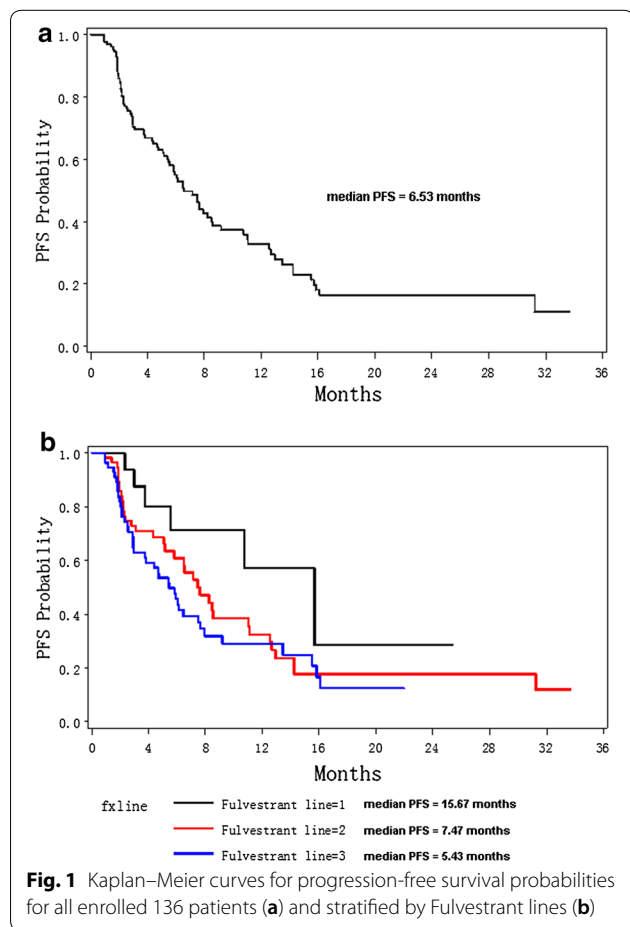 a
1.0
0.8
0.6
0.4
0.2
0.0
PFS Probability
median PFS = 6.53 months
0 4 8 12 16 20 24 28 32 36
Months
b
1.0
0.8
0.6
0.4
0.2
0.0
PFS Probability
0 4 8 12 16 20 24 28 32 36
Months
fxline
Fulvestrant line=1 median PFS = 15.67 months
Fulvestrant line=2 median PFS = 7.47 months
Fulvestrant line=3 median PFS = 5.43 months
Fig. 1 Kaplan–Meier curves for progression-free survival probabilities
for all enrolled 136 patients (a) and stratified by Fulvestrant lines (b)